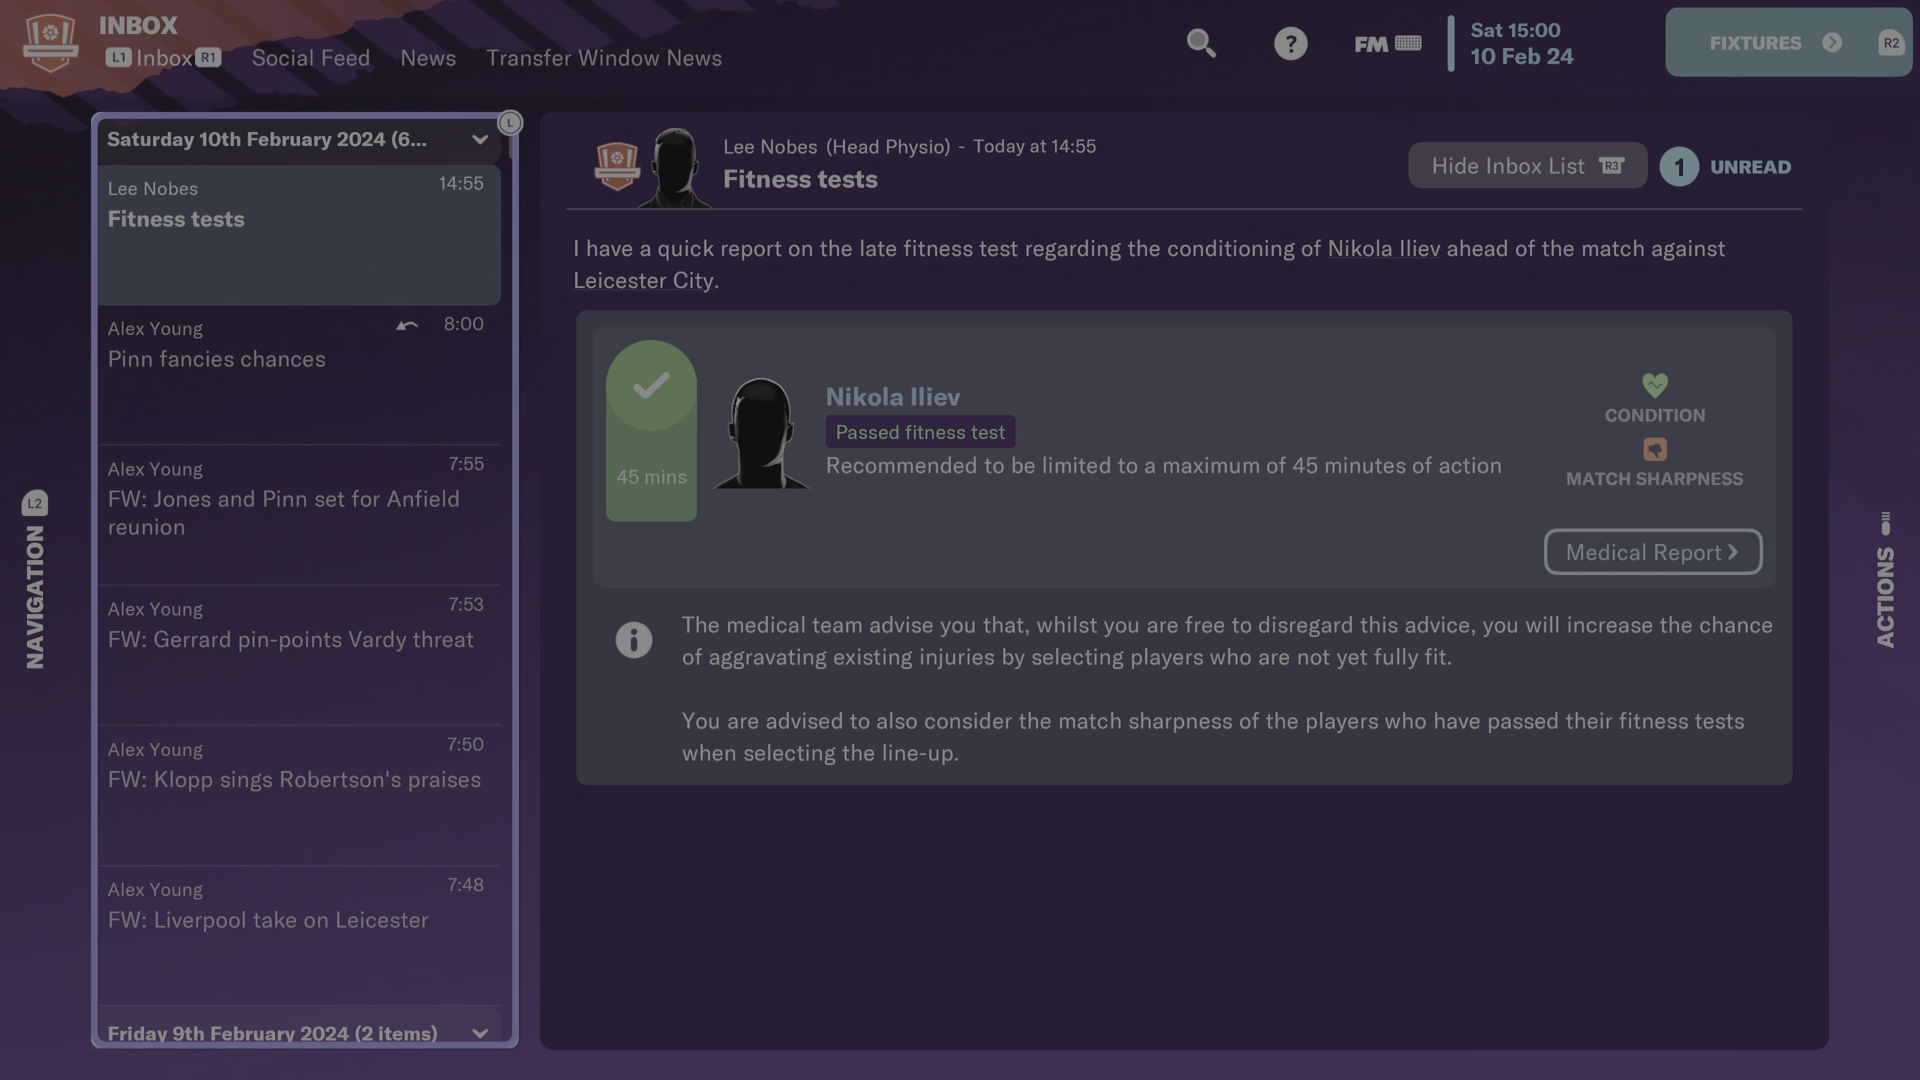 INBOX
L1 Inbox R1 Social Feed News Transfer Window News
?
FM
Sat 15:00
10 Feb 24
FIXTURES
R2
L
Saturday 10th February 2024 (6...
Lee Nobes 14:55
Fitness tests
Alex Young 8:00
Pinn fancies chances
Alex Young 7:55
FW: Jones and Pinn set for Anfield
reunion
Alex Young 7:53
FW: Gerrard pin-points Vardy threat
Alex Young 7:50
FW: Klopp sings Robertson's praises
Alex Young 7:48
FW: Liverpool take on Leicester
Friday 9th February 2024 (2 items)
L2
NAVIGATION
Lee Nobes (Head Physio) - Today at 14:55
Fitness tests
Hide Inbox List R3
1 UNREAD
I have a quick report on the late fitness test regarding the conditioning of Nikola Iliev ahead of the match against
Leicester City.
45 mins
Nikola Iliev
Passed fitness test
Recommended to be limited to a maximum of 45 minutes of action
CONDITION
MATCH SHARPNESS
Medical Report
The medical team advise you that, whilst you are free to disregard this advice, you will increase the chance
of aggravating existing injuries by selecting players who are not yet fully fit.
You are advised to also consider the match sharpness of the players who have passed their fitness tests
when selecting the line-up.
ACTIONS